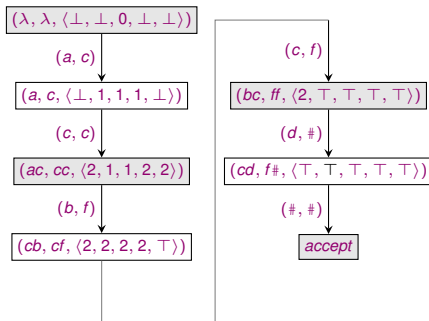 (λ, λ, ⟨⊥, ⊥, 0, ⊥, ⊥⟩)
(a, c)
(a, c, ⟨⊥, 1, 1, 1, ⊥⟩)
(c, c)
(ac, cc, ⟨2, 1, 1, 2, 2⟩)
(b, f)
(cb, cf, ⟨2, 2, 2, 2, ⊤⟩)
(c, f)
(bc, ff, ⟨2, ⊤, ⊤, ⊤, ⊤⟩)
(d, #)
(cd, f#, ⟨⊤, ⊤, ⊤, ⊤, ⊤⟩)
(#, #)
accept